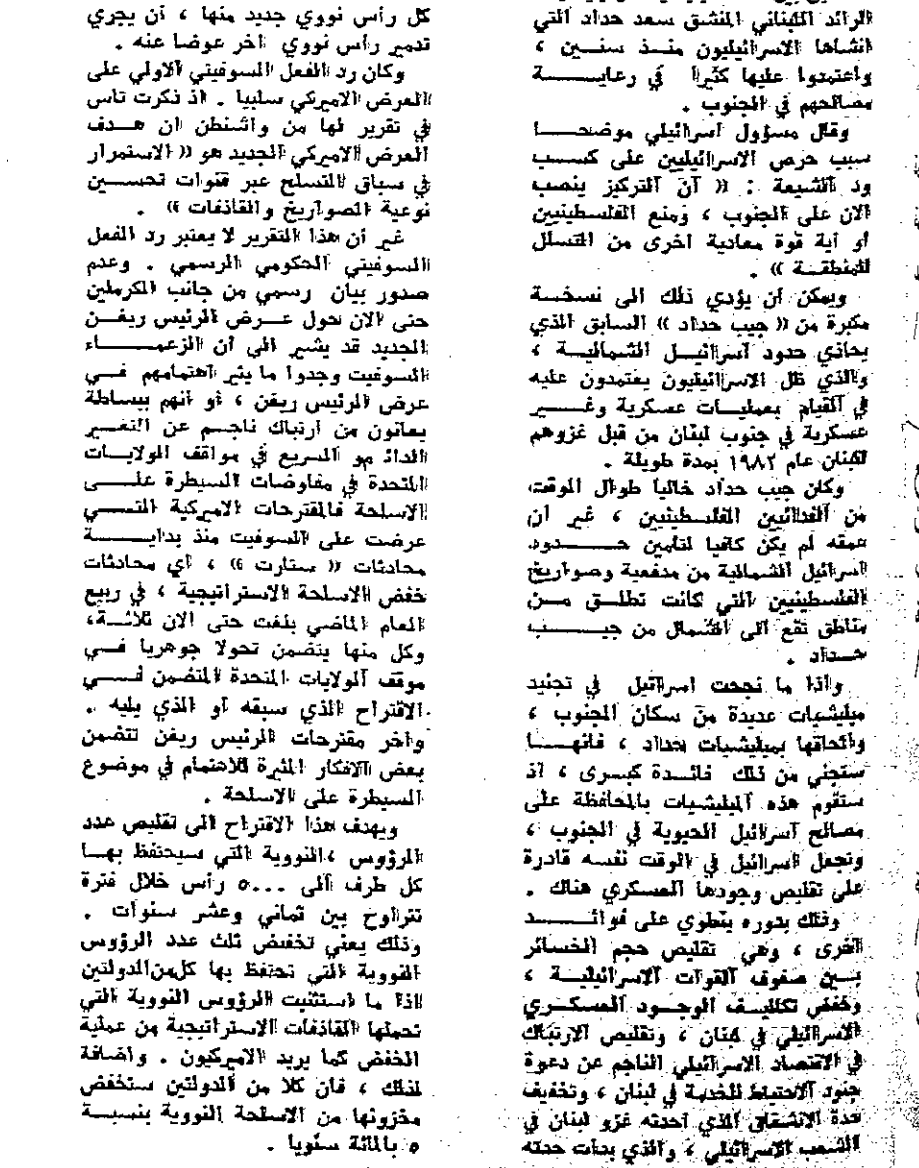 الرائد اللبناني المنشق سعد حداد التي
انشاها الاسرائيليون منذ سنين ،
واعتمدوا عليها كثيرا في رعاية
مصالحهم في الجنوب .
وقال مسؤول اسرائيلي موضحا
سبب حرص الاسرائيليين على كسب
ود الشيعة : (( ان التركيز ينصب
الان على الجنوب ، ومنع الفلسطينيين
أو أية قوة معادية اخرى من التسلل
للمنطقة )) .
ويمكن ان يؤدي ذلك الى نسخة
مكبرة من (( جيب حداد )) السابق الذي
يحاذي حدود اسرائيل الشمالية ،
والذي ظل الاسرائيليون يعتمدون عليه
في القيام بعمليات عسكرية وغير
عسكرية في جنوب لبنان من قبل غزوهم
للبنان عام ١٩٨٢ بمدة طويلة .
وكان جيب حداد خاليا طوال الوقت،
من الفدائيين الفلسطينيين ، غير ان
عمقه لم يكن كافيا لتأمين حدود
اسرائيل الشمالية من مدفعية وصواريخ
الفلسطينيين التي كانت تطلق من
مناطق تقع الى الشمال من جيب
حداد .
واذا ما نجحت اسرائيل في تجنيد
ميليشيات عديدة من سكان الجنوب ،
والحاقها بميليشيات حداد ، فانها
ستجني من ذلك فائدة كبرى ، اذ
ستقوم هذه الميليشيات بالمحافظة على
مصالح اسرائيل الحيوية في الجنوب ،
وتجعل اسرائيل في الوقت نفسه قادرة
على تقليص وجودها العسكري هناك .
وذلك بدوره ينطوي على فوائد
اخرى ، وهي تقليص حجم الخسائر
بين صفوف القوات الاسرائيلية ،
وخفض تكاليف الوجود العسكري
الاسرائيلي في لبنان ، وتقليص الارتباك
في الاقتصاد الاسرائيلي الناجم عن دعوة
جنود الاحتياط للخدمة في لبنان ، وتخفيف
حدة الانشقاق الذي احدثه غزو لبنان في
الشعب الاسرائيلي ، والذي بدأت حدته
كل رأس نووي جديد منها ، أن يجري
تدمير راس نووي اخر عوضا عنه .
وكان رد الفعل السوفيتي الاولي على
العرض الاميركي سلبيا . اذ ذكرت تاس
في تقرير لها من واشنطن ان هدف
العرض الاميركي الجديد هو (( الاستمرار
في سباق التسلح عبر قنوات تحسين
نوعية الصواريخ والقاذفات )) .
غير أن هذا التقرير لا يعتبر رد الفعل
السوفيتي الحكومي الرسمي . وعدم
صدور بيان رسمي من جانب الكرملين
حتى الان حول عرض الرئيس ريغن
الجديد قد يشير الى أن الزعماء
السوفيت وجدوا ما يثير اهتمامهم في
عرض الرئيس ريغن ، أو انهم ببساطة
يعانون من ارتباك ناجم عن التغير
السريع في مواقف الولايات
المتحدة في مفاوضات السيطرة على
الاسلحة فالمقترحات الاميركية التي
عرضت على السوفيت منذ بداية
محادثات (( ستارت )) ، أي محادثات
خفض الاسلحة الاستراتيجية ، في ربيع
العام الماضي بلغت حتى الان ثلاثة،
وكل منها يتضمن تحولا جوهريا في
موقف الولايات المتحدة المتضمن في
الاقتراح الذي سبقه أو الذي يليه .
واخر مقترحات الرئيس ريغن تتضمن
بعض الافكار المثيرة للاهتمام في موضوع
السيطرة على الاسلحة .
ويهدف هذا الاقتراح الى تقليص عدد
الرؤوس النووية التي سيحتفظ بها
كل طرف الى ٥٠٠٠ رأس خلال فترة
تتراوح بين ثماني وعشر سنوات .
وذلك يعني تخفيض ثلث عدد الرؤوس
النووية التي تحتفظ بها كل من الدولتين
اذا ما استثنيت الرؤوس النووية التي
تحملها القاذفات الاستراتيجية من عملية
الخفض كما يريد الاميركيون . واضافة
لذلك ، فان كلا من الدولتين ستخفض
مخزونها من الاسلحة النووية بنسبة
٥ بالمائة سنويا .